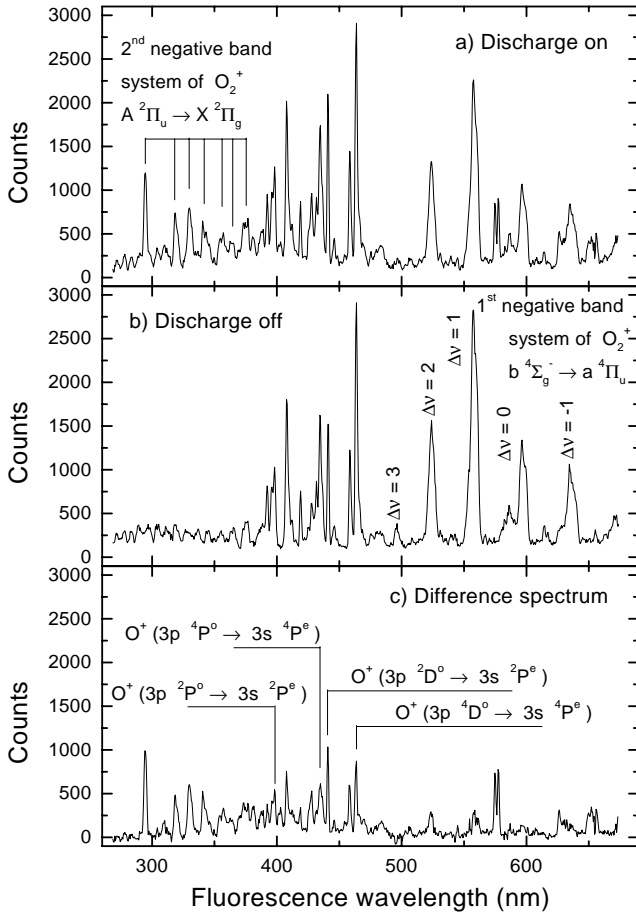 3000
2500
2000
1500
1000
500
0
Counts
2nd negative band
system of O2+
A 2Πu → X 2Πg
a) Discharge on
3000
2500
2000
1500
1000
500
0
Counts
b) Discharge off
1st negative band
system of O2+
b 4Σg- → a 4Πu
Δν = 3
Δν = 2
Δν = 1
Δν = 0
Δν = -1
3000
2500
2000
1500
1000
500
0
Counts
c) Difference spectrum
O+ (3p 4Po → 3s 4Pe)
O+ (3p 2Po → 3s 2Pe)
O+ (3p 2Do → 3s 2Pe)
O+ (3p 4Do → 3s 4Pe)
300 400 500 600
Fluorescence wavelength (nm)